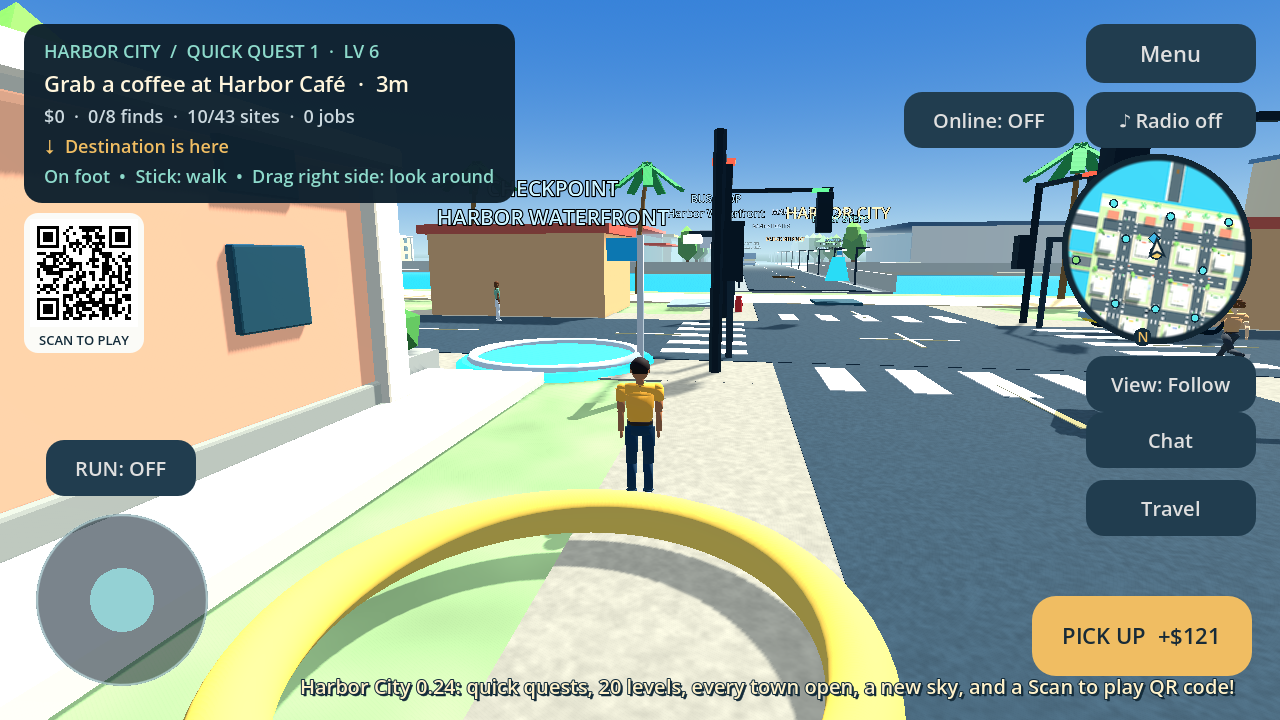 HARBOR CITY / QUICK QUEST 1 · LV 6
Grab a coffee at Harbor Café · 3m
$0 · 0/8 finds · 10/43 sites · 0 jobs
↓ Destination is here
On foot • Stick: walk • Drag right side: look around
SCAN TO PLAY
Menu
Online: OFF
♪ Radio off
HARBOR WATERFRONT
HARBOR CITY
N
View: Follow
Chat
Travel
RUN: OFF
PICK UP +$121
Harbor City 0.24: quick quests, 20 levels, every town open, a new sky, and a Scan to play QR code!